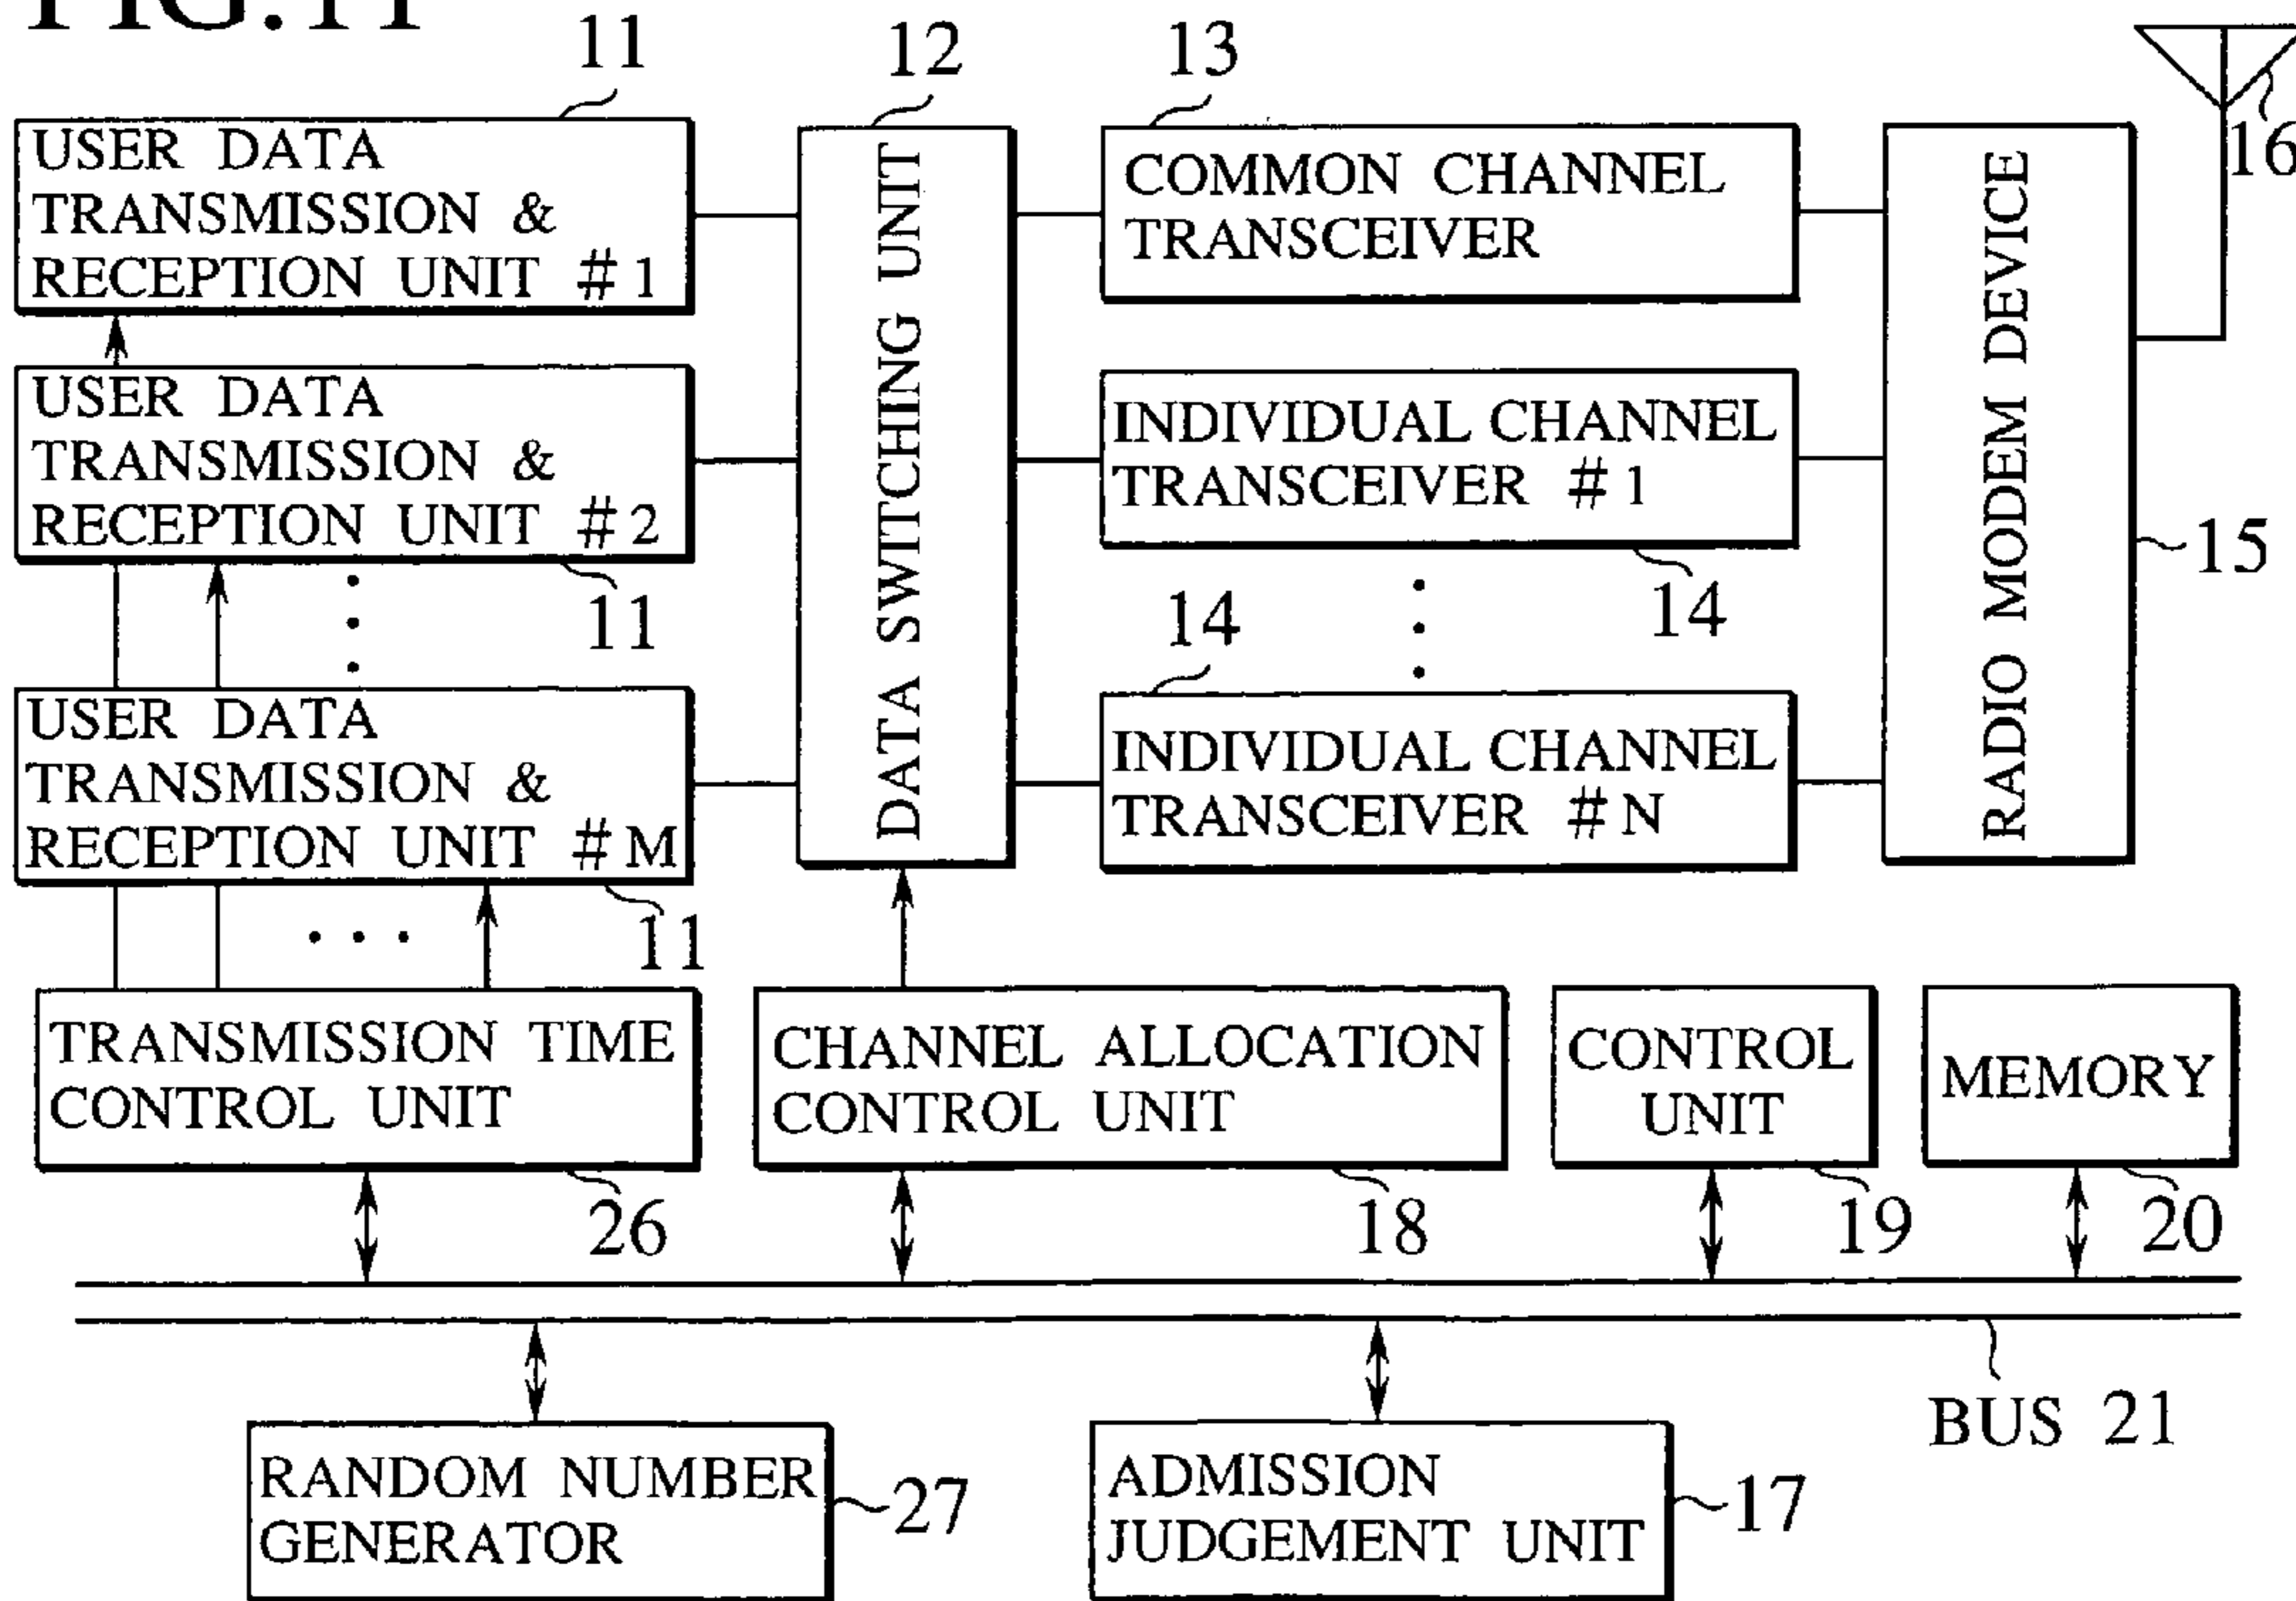 FIG.11
11
12
13
16
USER DATA
TRANSMISSION &
RECEPTION UNIT #1
DATA SWITCHING UNIT
COMMON CHANNEL
TRANSCEIVER
RADIO MODEM DEVICE
USER DATA
TRANSMISSION &
RECEPTION UNIT #2
11
INDIVIDUAL CHANNEL
TRANSCEIVER #1
14
15
14
USER DATA
TRANSMISSION &
RECEPTION UNIT #M
11
INDIVIDUAL CHANNEL
TRANSCEIVER #N
TRANSMISSION TIME
CONTROL UNIT
26
CHANNEL ALLOCATION
CONTROL UNIT
18
CONTROL
UNIT
19
MEMORY
20
BUS 21
RANDOM NUMBER
GENERATOR
27
ADMISSION
JUDGEMENT UNIT
17